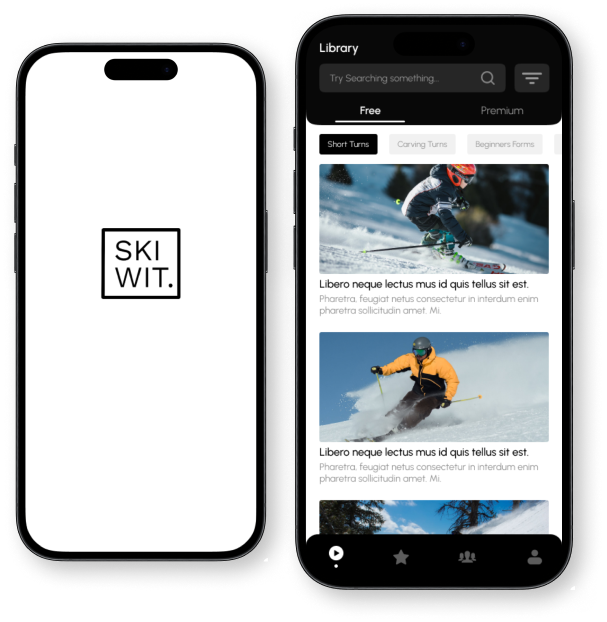 SKI
WIT.
Library
Try Searching something...
Free
Premium
Short Turns
Carving Turns
Beginners Forms
Libero neque lectus mus id quis tellus sit est.
Pharetra, feugiat netus consectetur in interdum enim
pharetra sollicitudin amet. Mi.
Libero neque lectus mus id quis tellus sit est.
Pharetra, feugiat netus consectetur in interdum enim
pharetra sollicitudin amet. Mi.